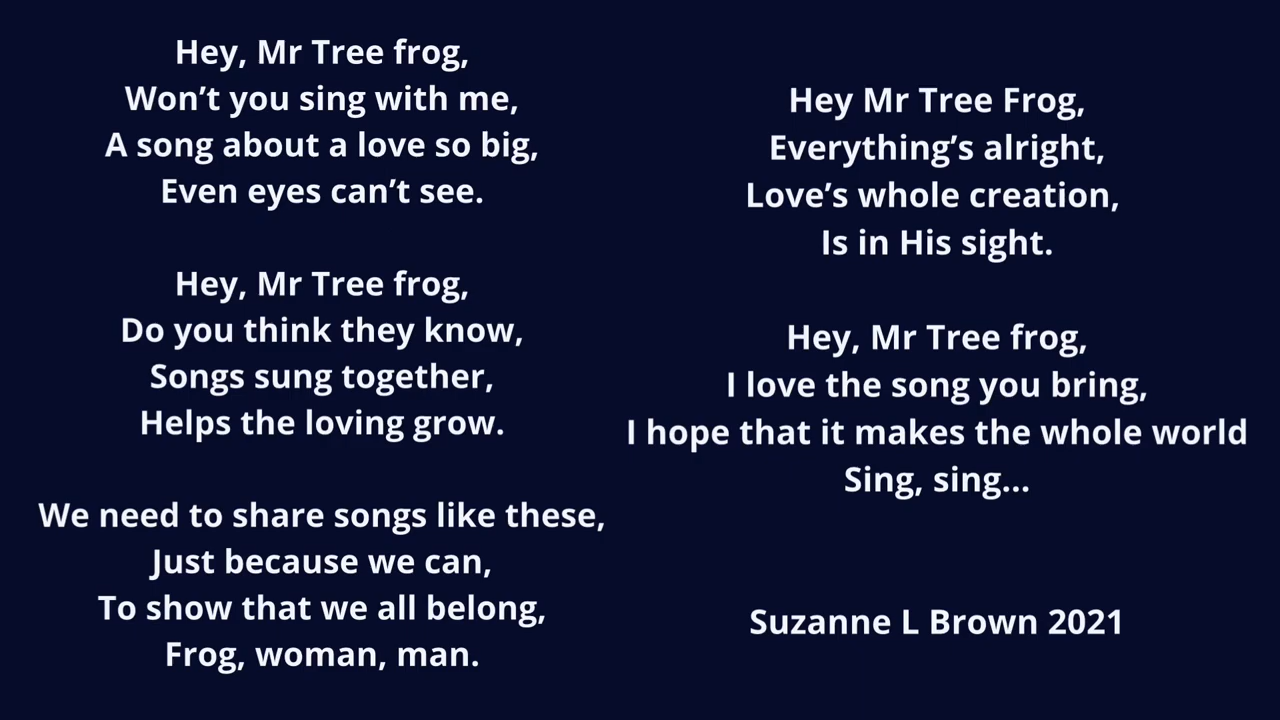 Hey, Mr Tree frog,
Won’t you sing with me,
A song about a love so big,
Even eyes can’t see.
Hey, Mr Tree frog,
Do you think they know,
Songs sung together,
Helps the loving grow.
We need to share songs like these,
Just because we can,
To show that we all belong,
Frog, woman, man.
Hey Mr Tree Frog,
Everything’s alright,
Love’s whole creation,
Is in His sight.
Hey, Mr Tree frog,
I love the song you bring,
I hope that it makes the whole world
Sing, sing...
Suzanne L Brown 2021